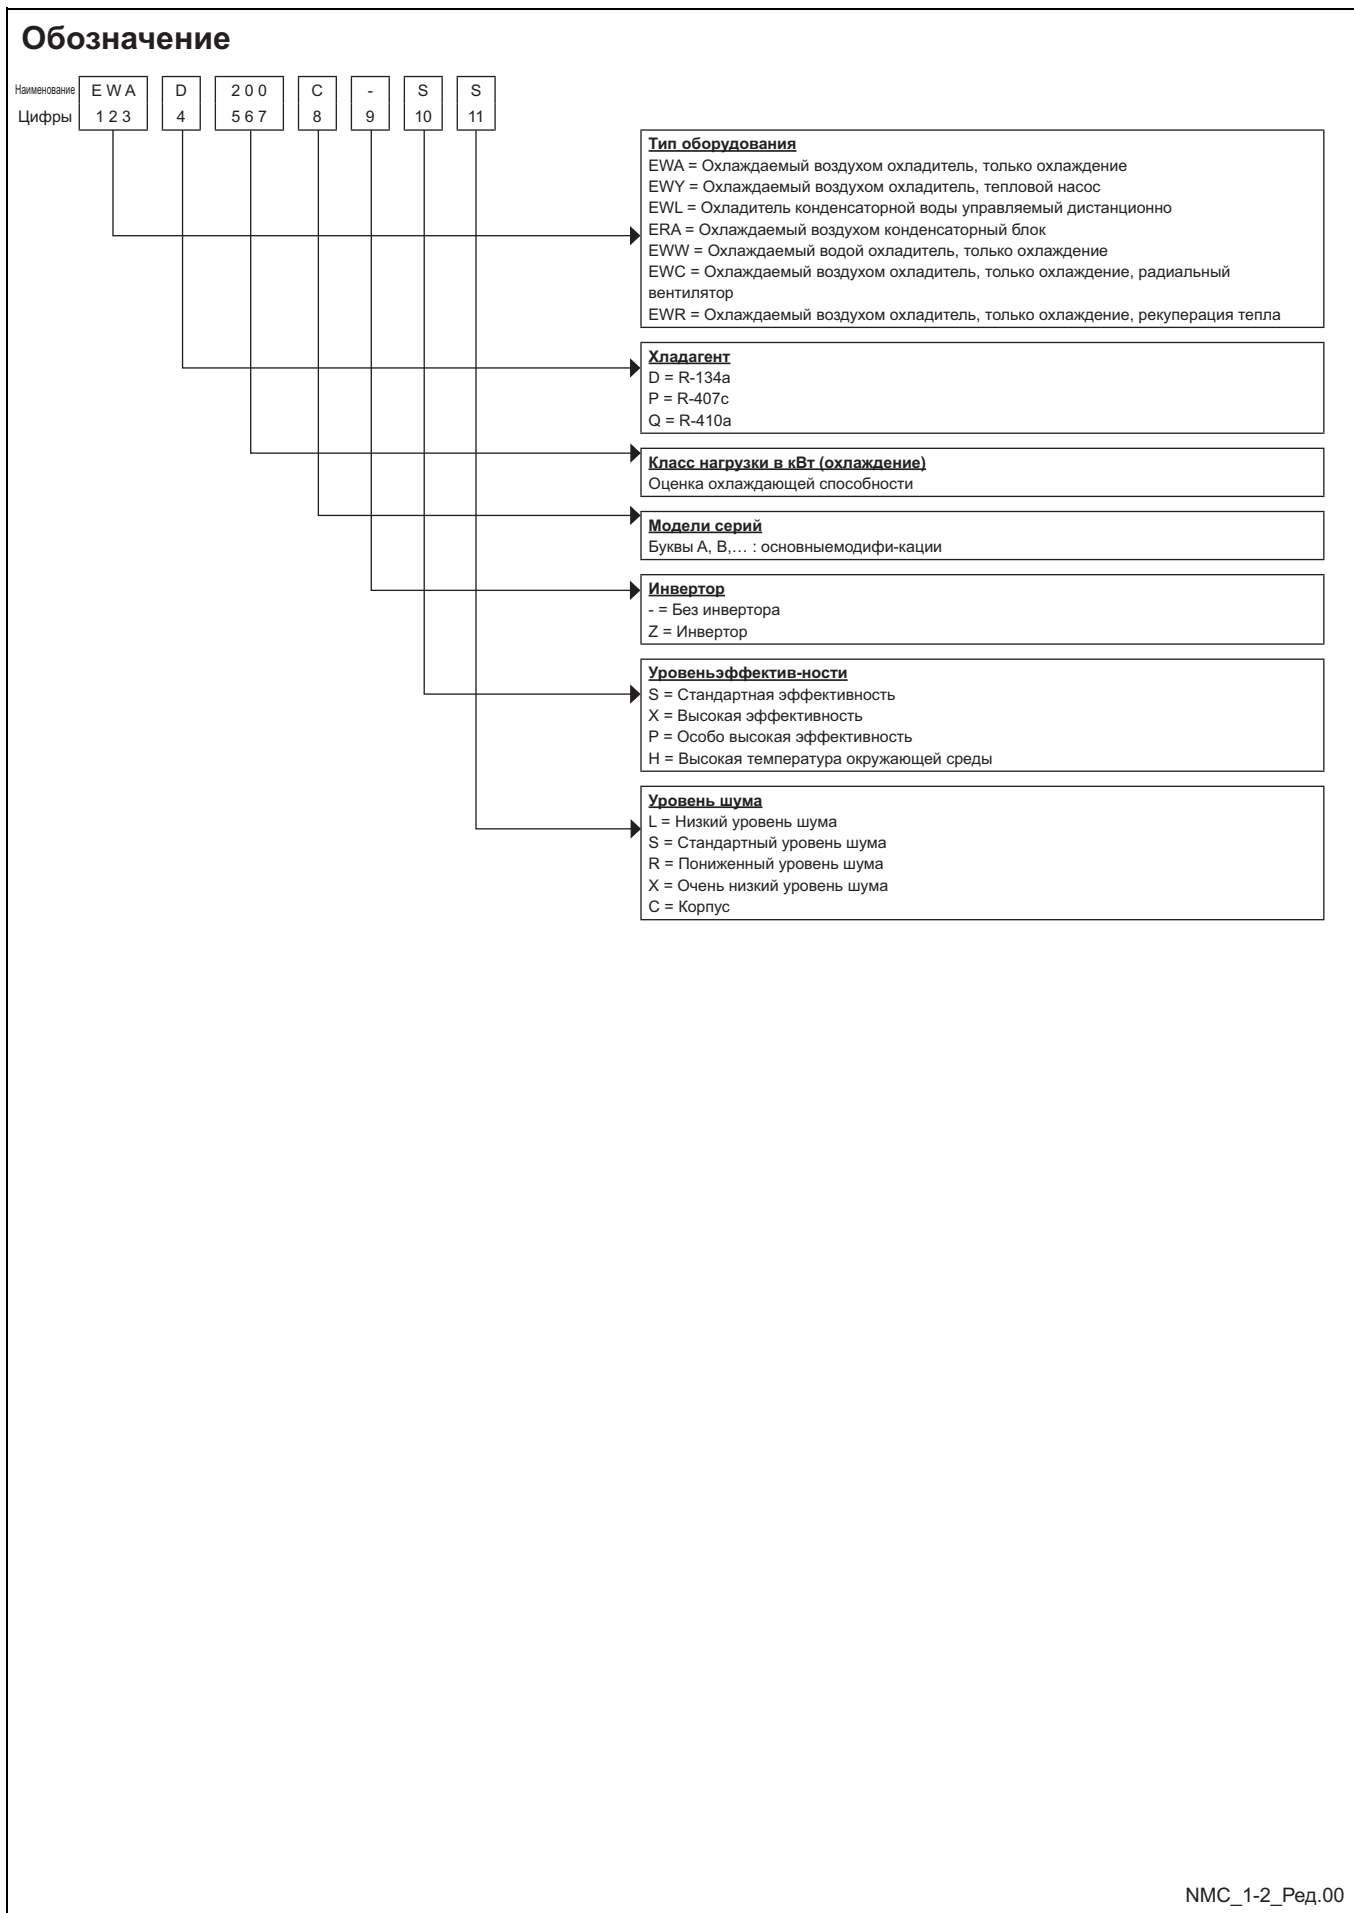 Обозначение
Наименование E W A D 2 0 0 C - S S
Цифры 1 2 3 4 5 6 7 8 9 10 11
Тип оборудования
EWA = Охлаждаемый воздухом охладитель, только охлаждение
EWY = Охлаждаемый воздухом охладитель, тепловой насос
EWL = Охладитель конденсаторной воды управляемый дистанционно
ERA = Охлаждаемый воздухом конденсаторный блок
EWW = Охлаждаемый водой охладитель, только охлаждение
EWC = Охлаждаемый воздухом охладитель, только охлаждение, радиальный
вентилятор
EWR = Охлаждаемый воздухом охладитель, только охлаждение, рекуперация тепла
Хладагент
D = R-134a
P = R-407c
Q = R-410a
Класс нагрузки в кВт (охлаждение)
Оценка охлаждающей способности
Модели серий
Буквы А, В,… : основныемодифи-кации
Инвертор
- = Без инвертора
Z = Инвертор
Уровеньэффектив-ности
S = Стандартная эффективность
X = Высокая эффективность
P = Особо высокая эффективность
H = Высокая температура окружающей среды
Уровень шума
L = Низкий уровень шума
S = Стандартный уровень шума
R = Пониженный уровень шума
X = Очень низкий уровень шума
C = Корпус
NMC_1-2_Ред.00